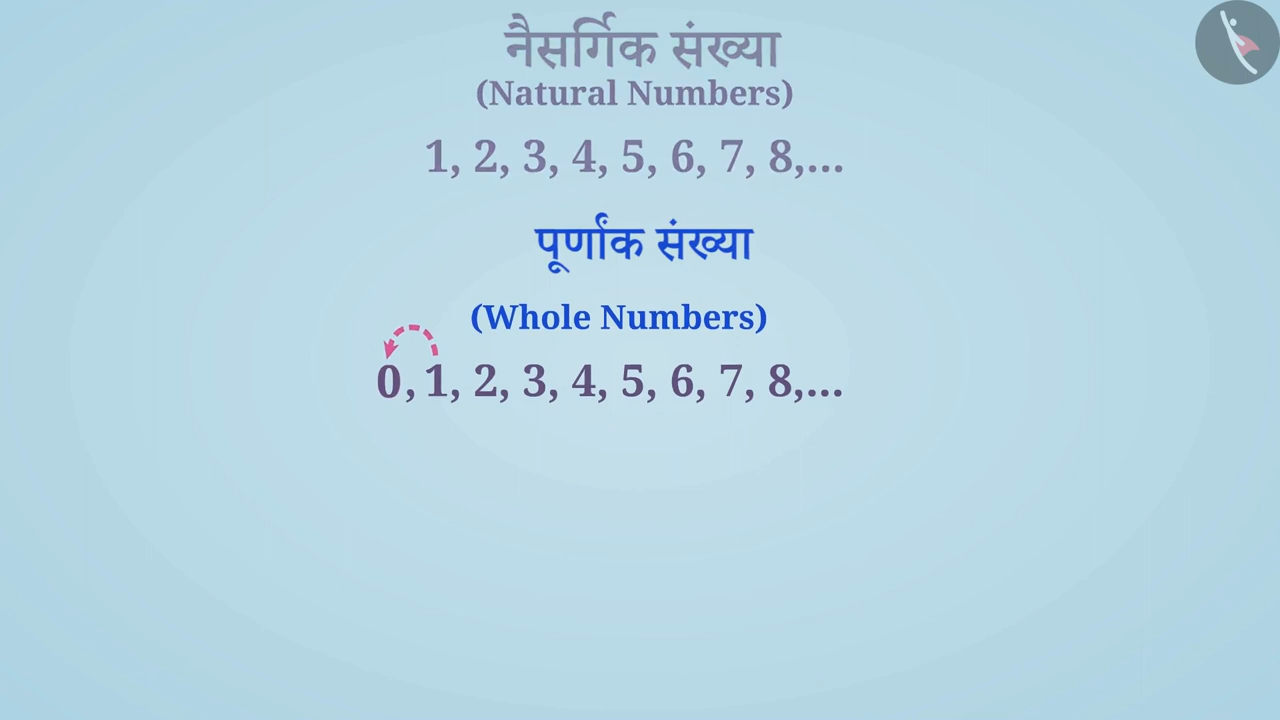 नैसर्गिक संख्या
(Natural Numbers)
1, 2, 3, 4, 5, 6, 7, 8,...
पूर्णांक संख्या
(Whole Numbers)
0, 1, 2, 3, 4, 5, 6, 7, 8,...